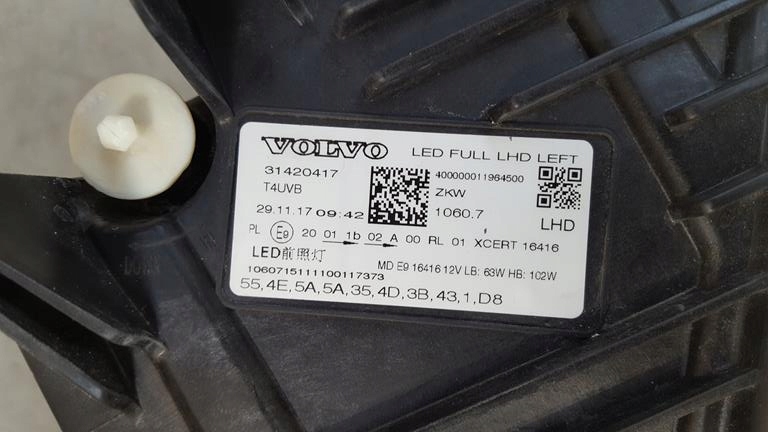 VOLVO LED FULL LHD LEFT
31420417 400000011964500
T4UVB ZKW
29.11.17 09:42 1060.7 LHD
PL E9 20 01 1b 02 A 00 RL 01 XCERT 16416
LED前照灯 MD E9 16416 12V LB: 63W HB: 102W
1060715111100117373
55,4E,5A,5A,35,4D,3B,43,1,D8